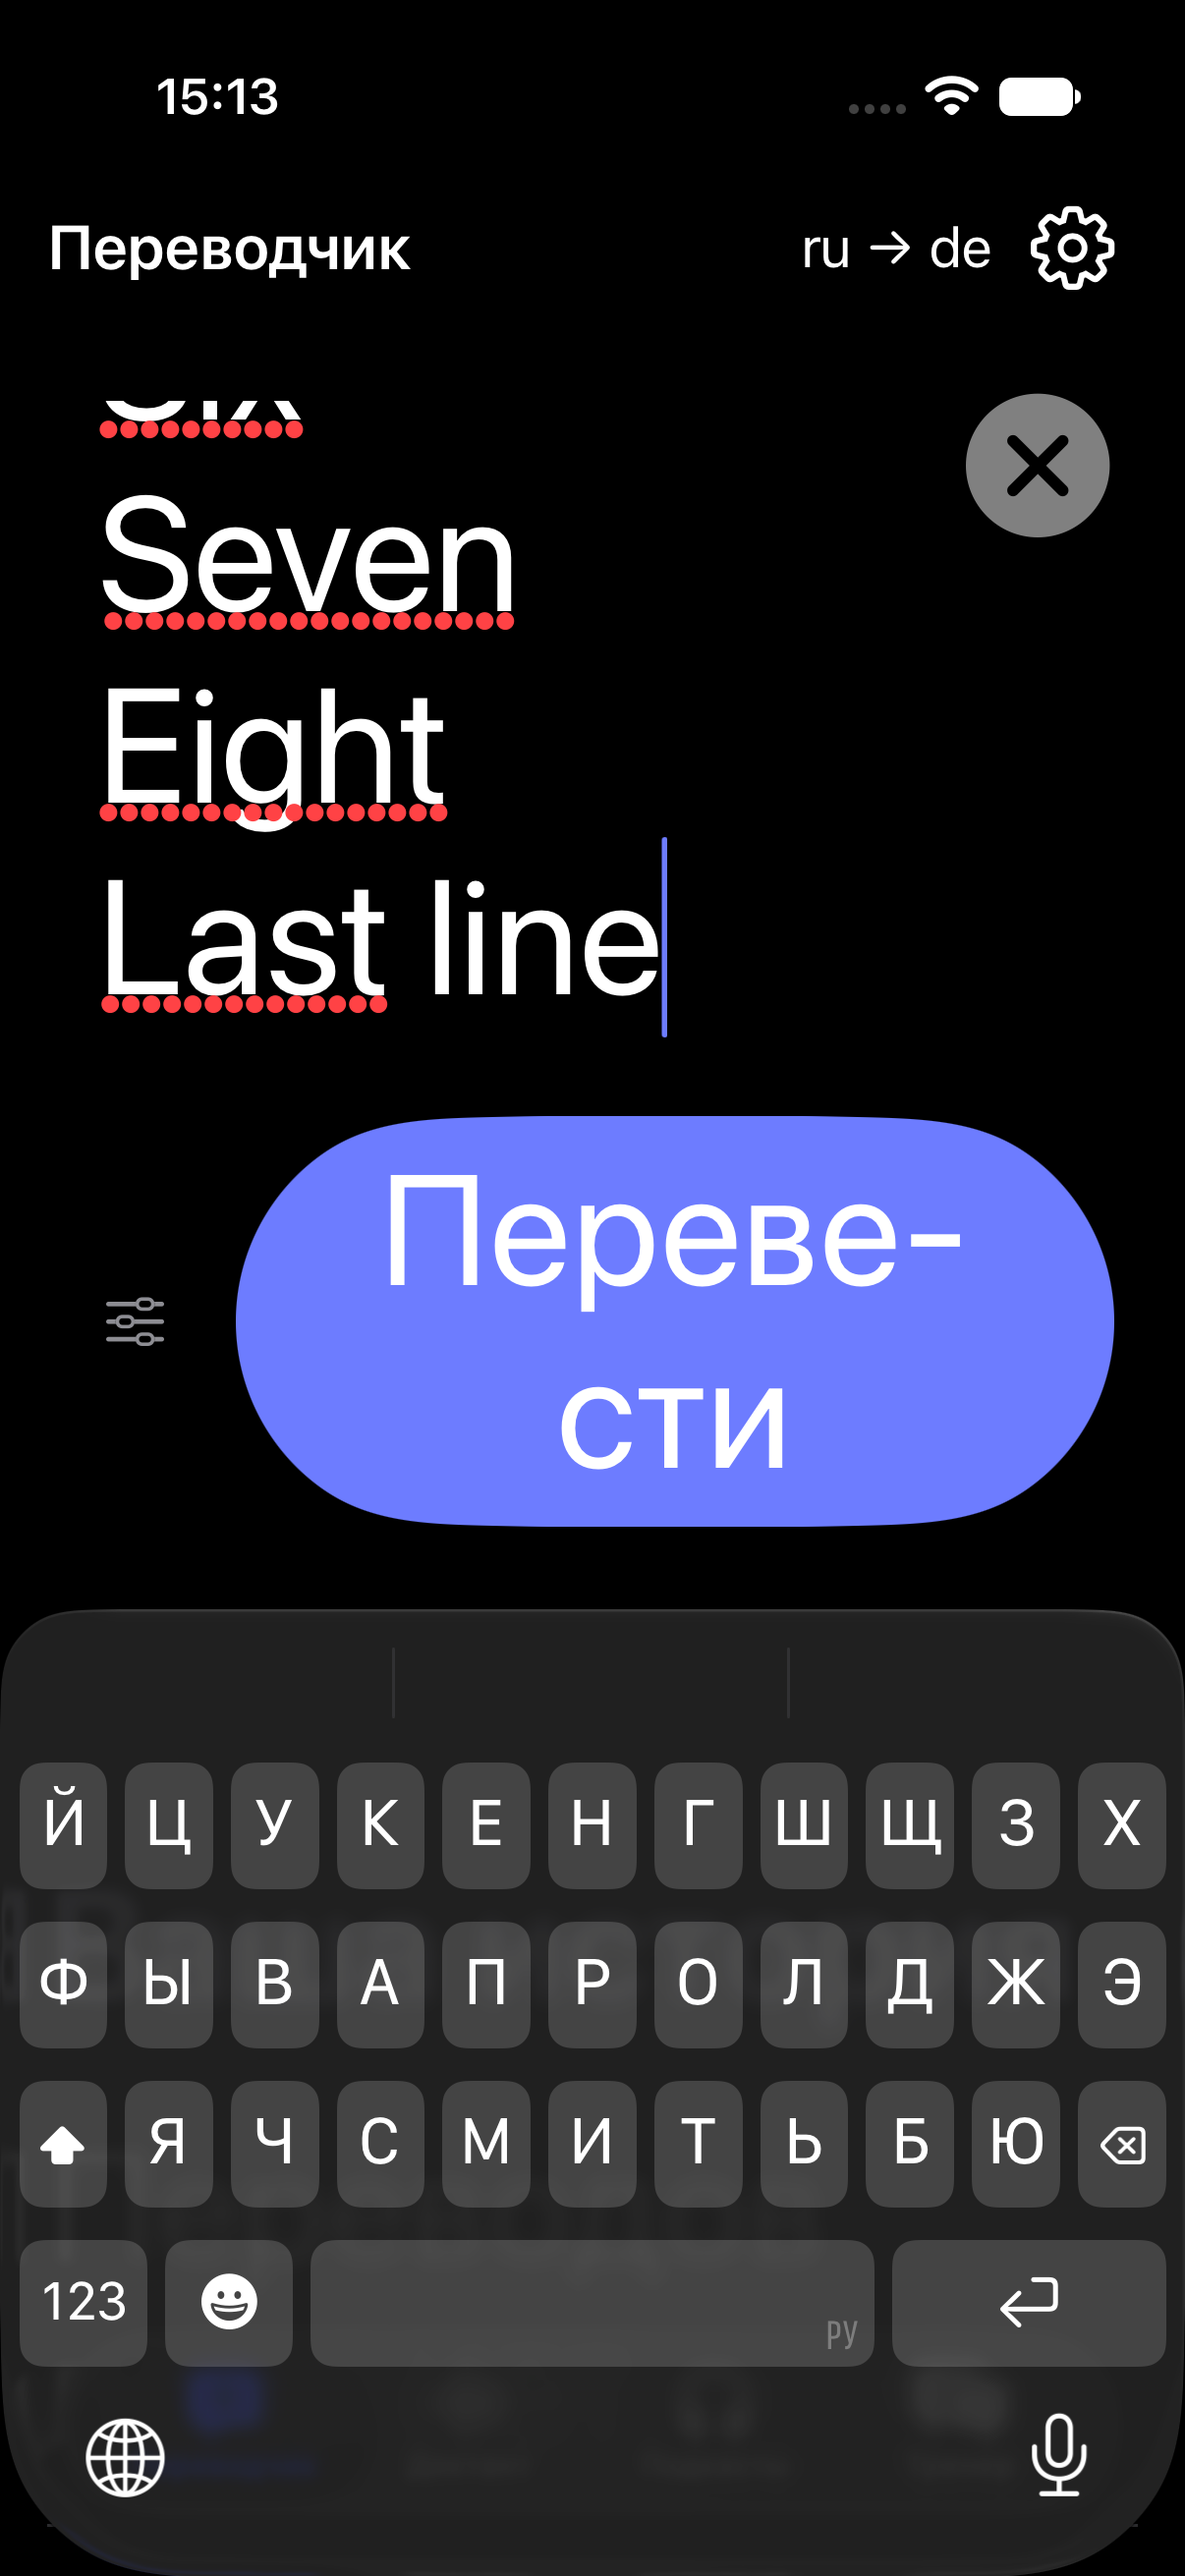 15:13
Переводчик
ru → de
Seven
Eight
Last line
Переве-
сти
Й Ц У К Е Н Г Ш Щ З Х
Ф Ы В А П Р О Л Д Ж Э
Я Ч С М И Т Ь Б Ю
123
РУ